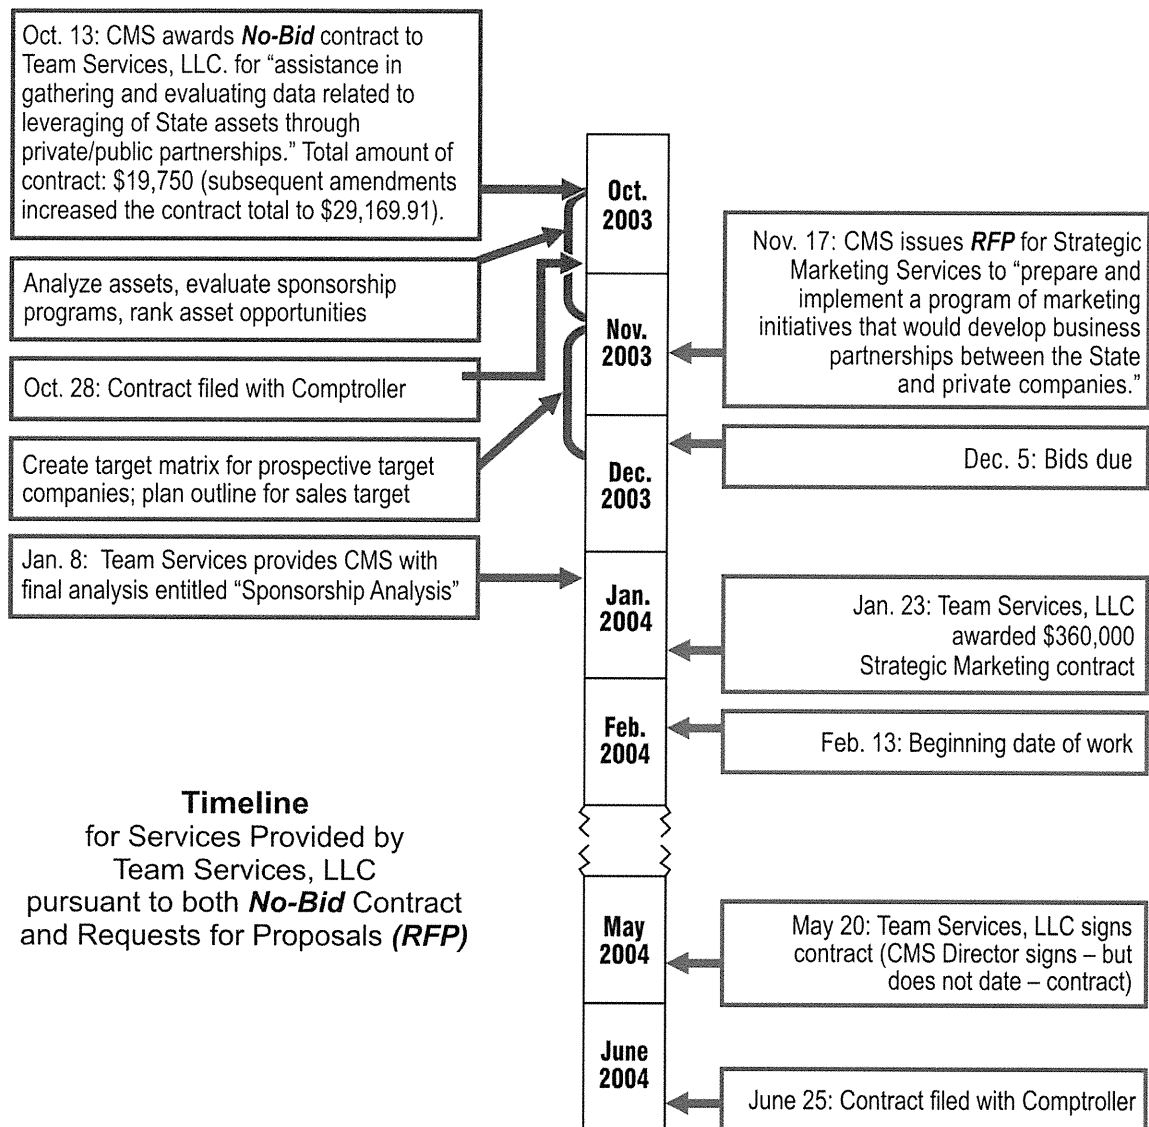 Oct. 13: CMS awards No-Bid contract to
Team Services, LLC. for “assistance in
gathering and evaluating data related to
leveraging of State assets through
private/public partnerships.” Total amount of
contract: $19,750 (subsequent amendments
increased the contract total to $29,169.91).
Analyze assets, evaluate sponsorship
programs, rank asset opportunities
Oct. 28: Contract filed with Comptroller
Create target matrix for prospective target
companies; plan outline for sales target
Jan. 8: Team Services provides CMS with
final analysis entitled “Sponsorship Analysis”
Timeline
for Services Provided by
Team Services, LLC
pursuant to both No-Bid Contract
and Requests for Proposals (RFP)
Oct.
2003
Nov.
2003
Dec.
2003
Jan.
2004
Feb.
2004
May
2004
June
2004
Nov. 17: CMS issues RFP for Strategic
Marketing Services to “prepare and
implement a program of marketing
initiatives that would develop business
partnerships between the State
and private companies.”
Dec. 5: Bids due
Jan. 23: Team Services, LLC
awarded $360,000
Strategic Marketing contract
Feb. 13: Beginning date of work
May 20: Team Services, LLC signs
contract (CMS Director signs – but
does not date – contract)
June 25: Contract filed with Comptroller